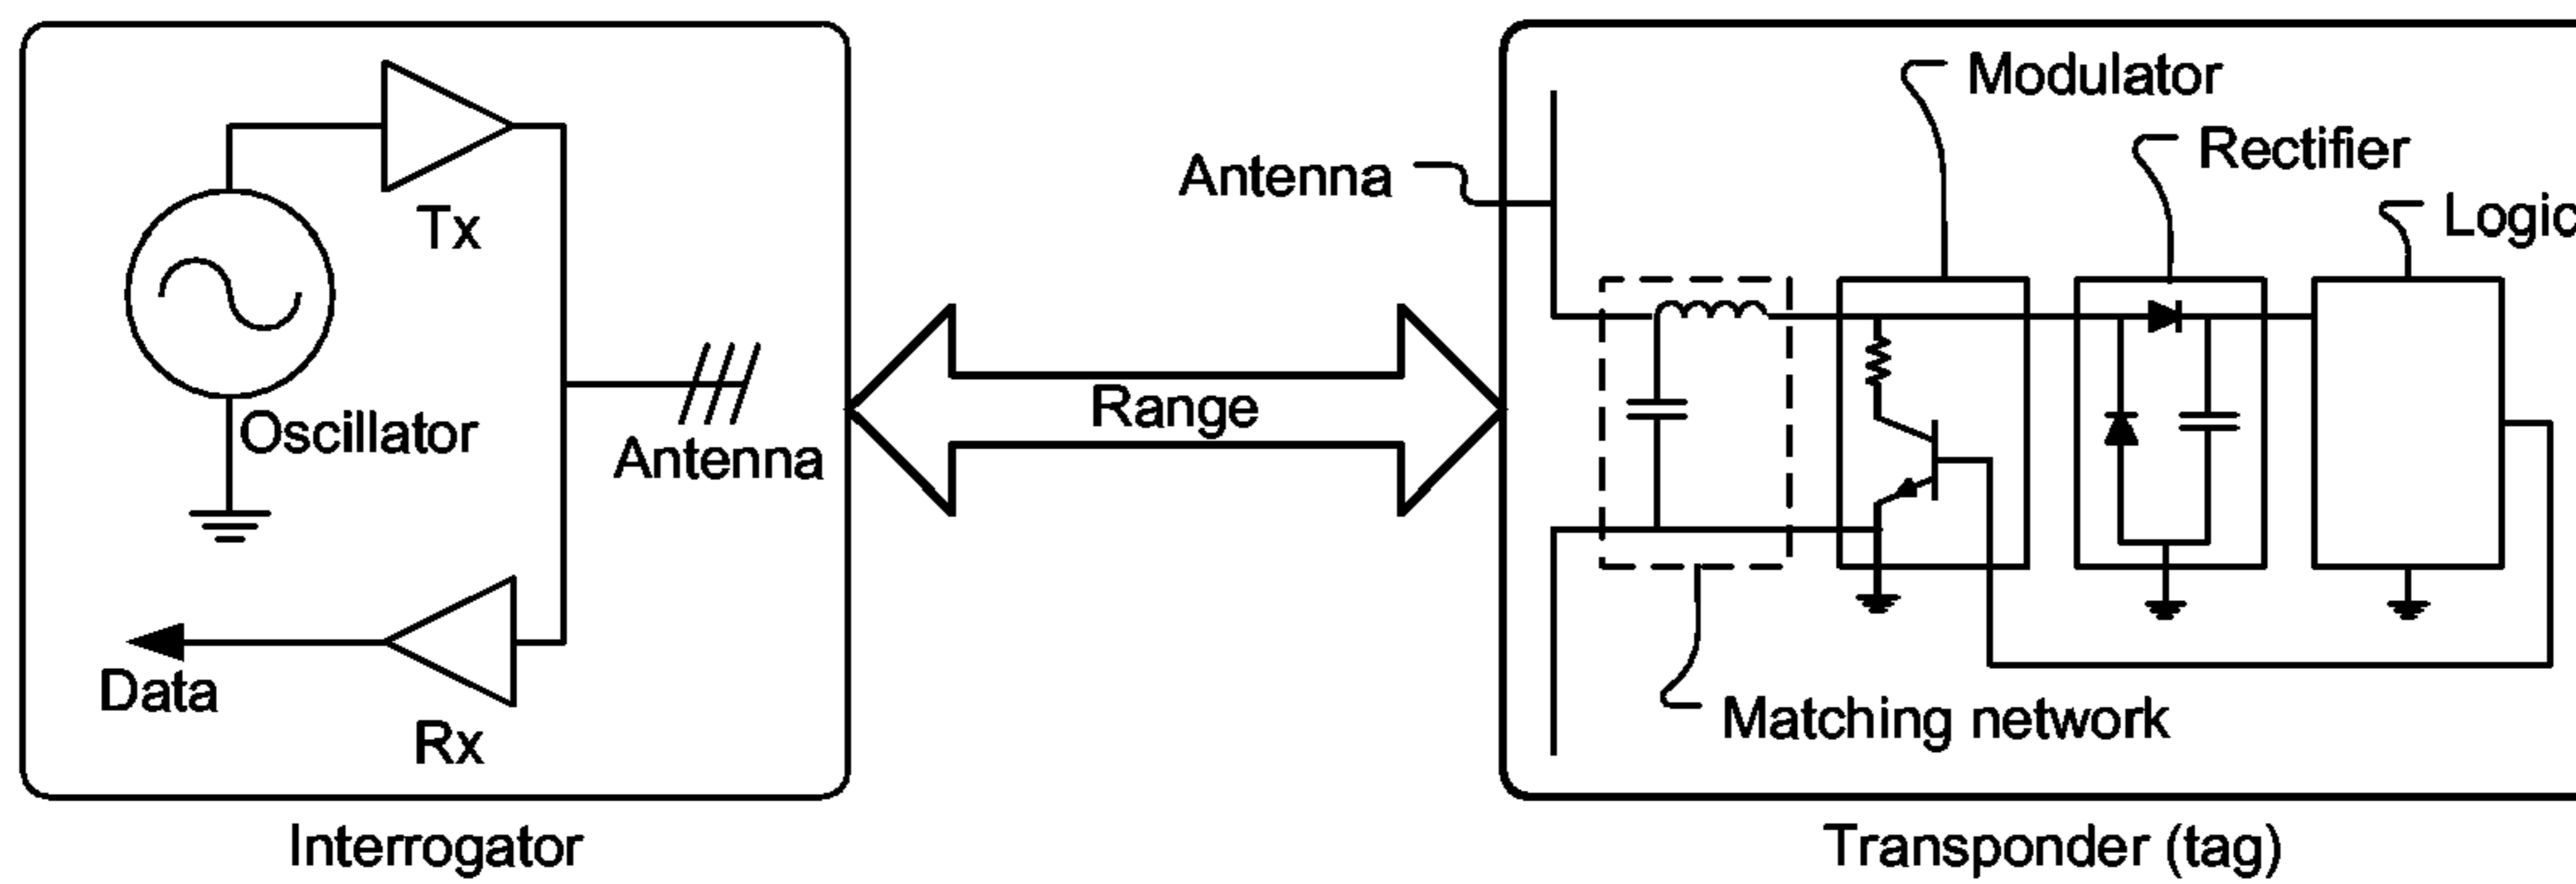 Modulator
Rectifier
Antenna
Logic
Tx
Range
Oscillator
Antenna
Data
Rx
Matching network
Interrogator
Transponder (tag)